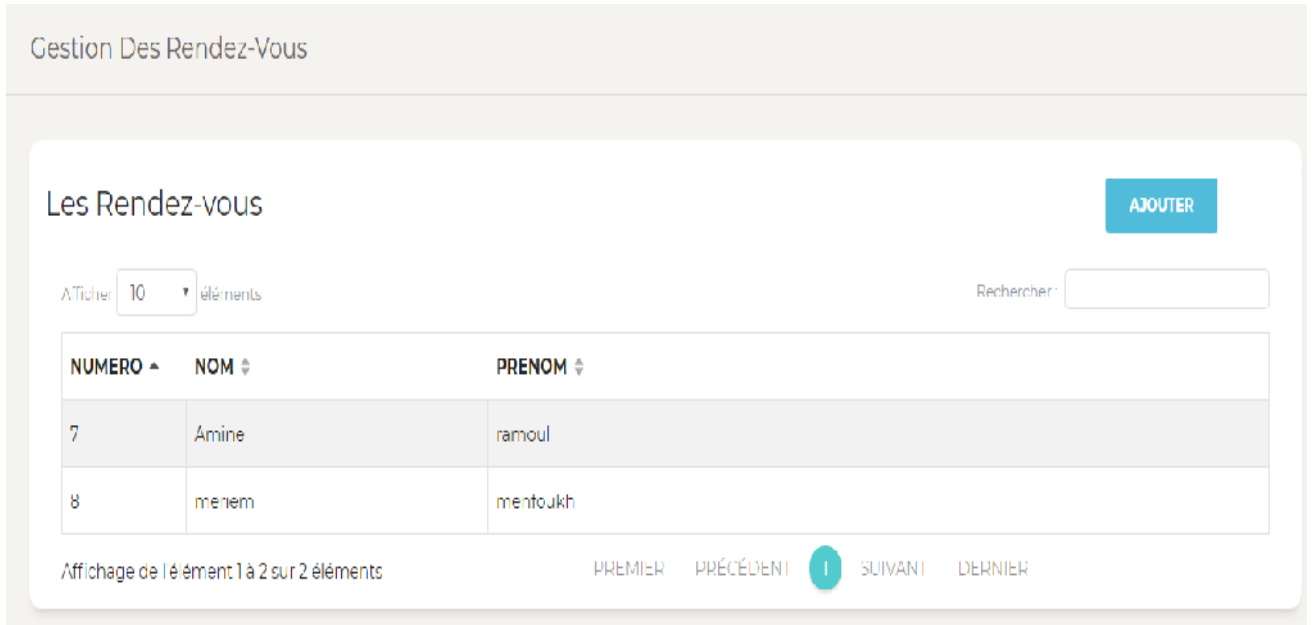 Gestion Des Rendez-Vous
Les Rendez-vous
AJOUTER
Afficher 10 éléments
Rechercher :
NUMERO NOM PRENOM
7 Amine ramoul
8 meriem menfoukh
Affichage de l'élément 1 à 2 sur 2 éléments
PREMIER PRÉCÉDENT 1 SUIVANT DERNIER